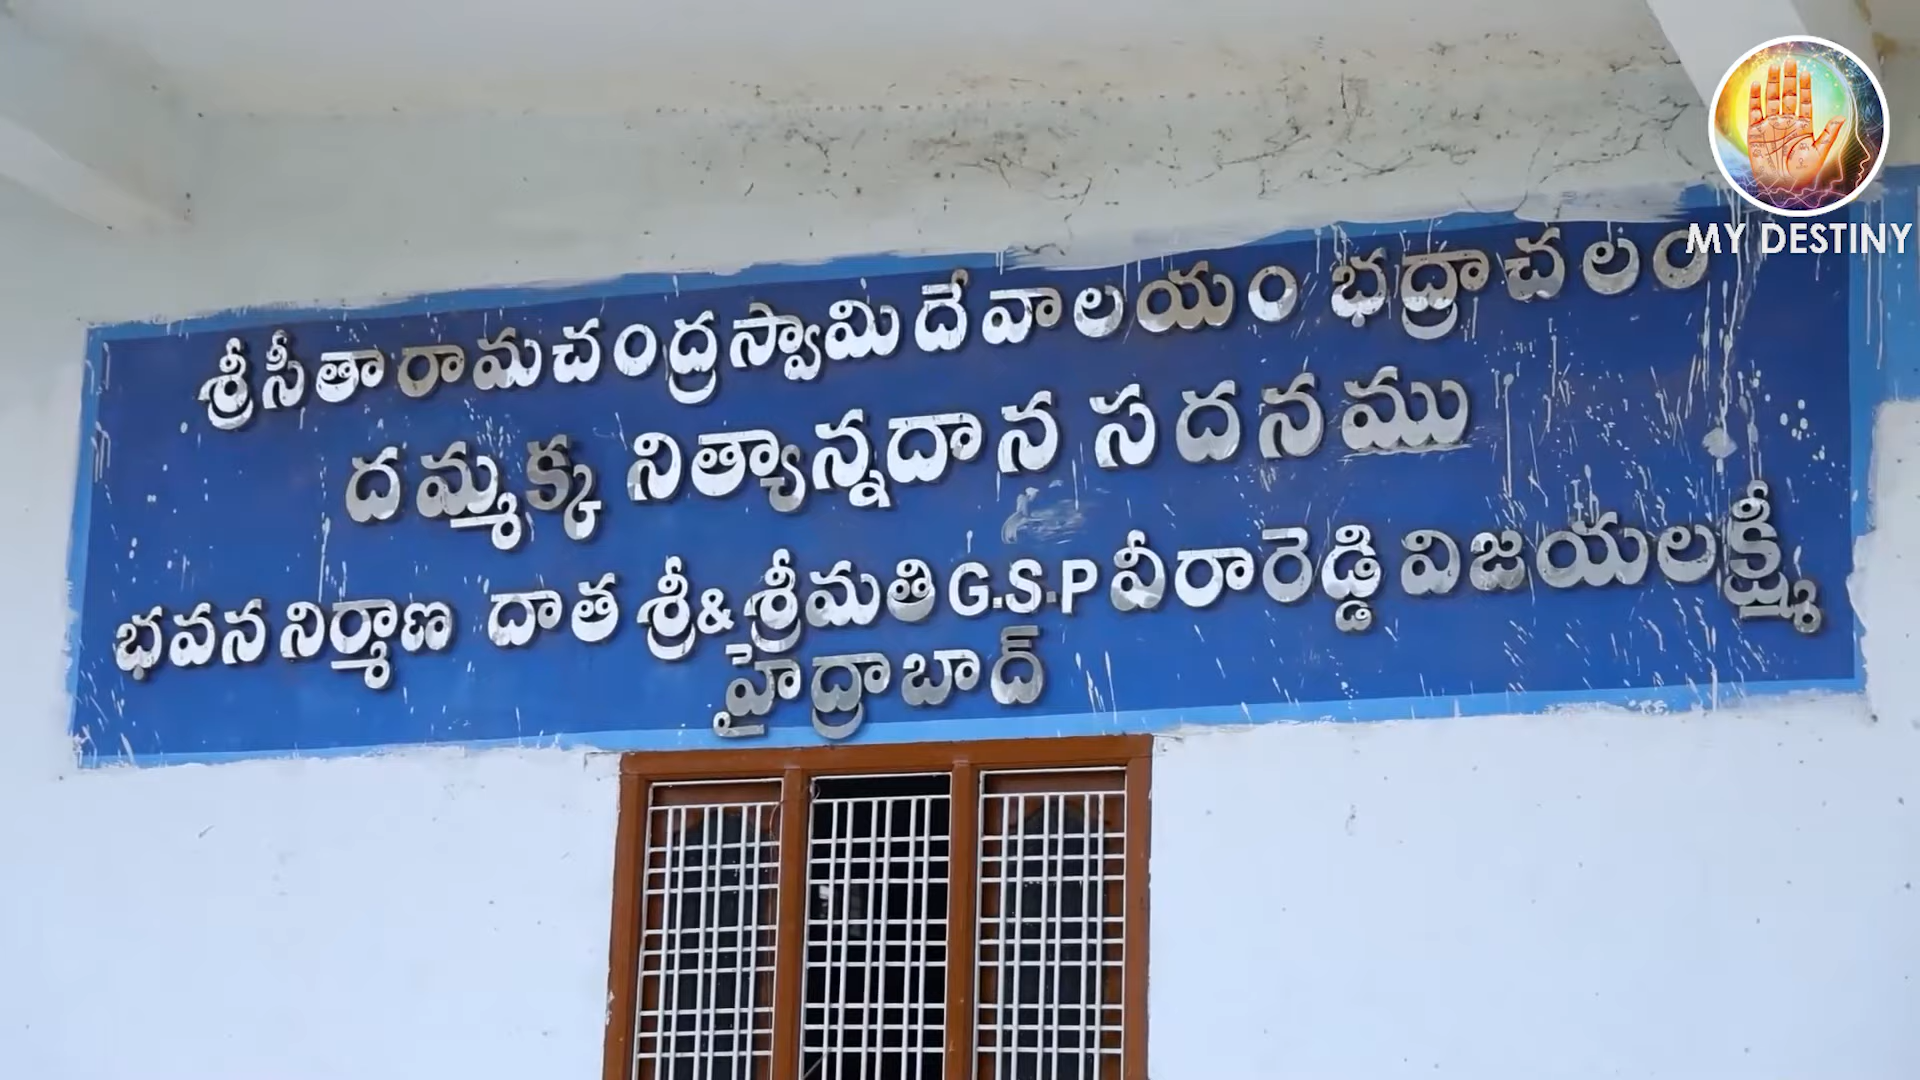 శ్రీ సీతారామచంద్రస్వామి దేవాలయం భద్రాచలం
దమ్మక్క నిత్యాన్నదాన సదనము
భవన నిర్మాణ దాత శ్రీ & శ్రీమతి G.S.P వీరారెడ్డి విజయలక్ష్మీ
హైద్రాబాద్
MY DESTINY